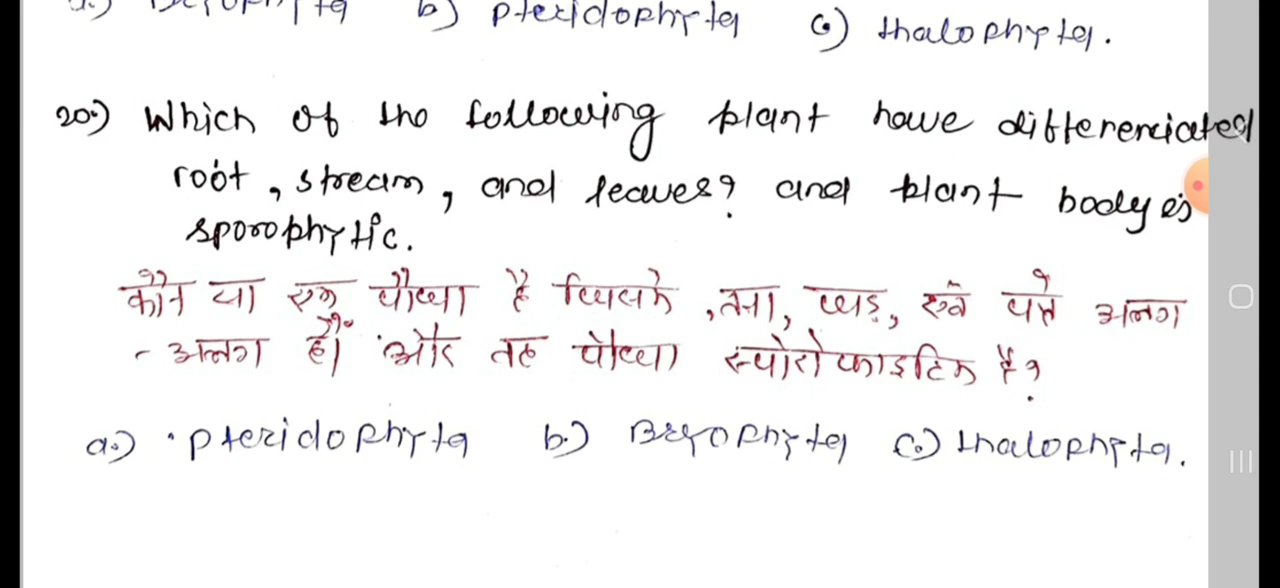 b) pteridophyta c) thalophyta.
20.) Which of the following plant have differenciated
root, stream, and leaves? and plant body is
sporophytic.
कौन सा एक पौधा है जिसके, तना, जड़, एवं पत्ते अलग
- अलग हों। और वह पौधा स्पोरोफाइटिक है?
a.) pteridophyta b.) Bryophyta c.) thalophyta.